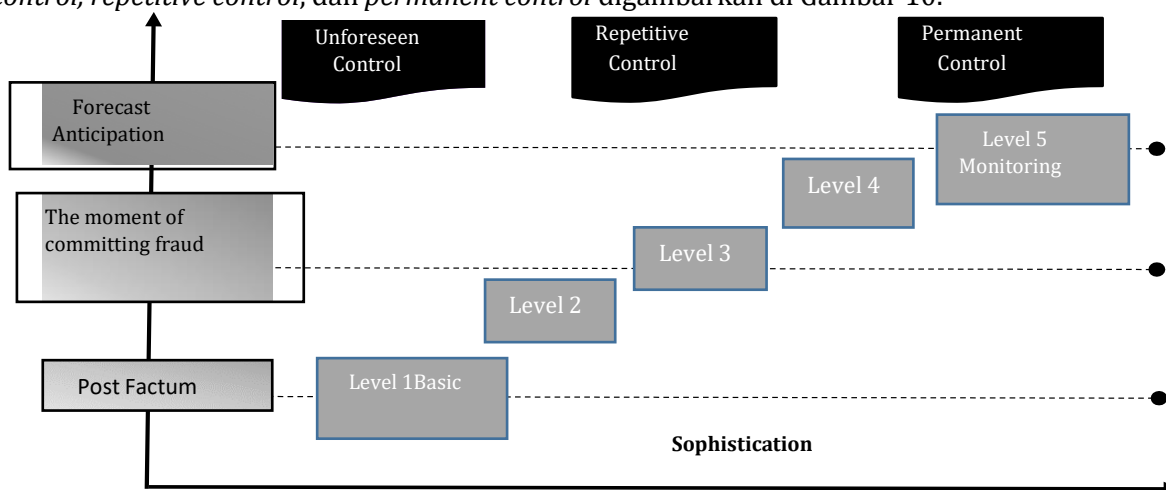 control, repetitive control, dan permanent control digambarkan di Gambar 10.
Unforeseen
Control
Repetitive
Control
Permanent
Control
Forecast
Anticipation
Level 5
Monitoring
Level 4
The moment of
committing fraud
Level 3
Level 2
Post Factum
Level 1Basic
Sophistication